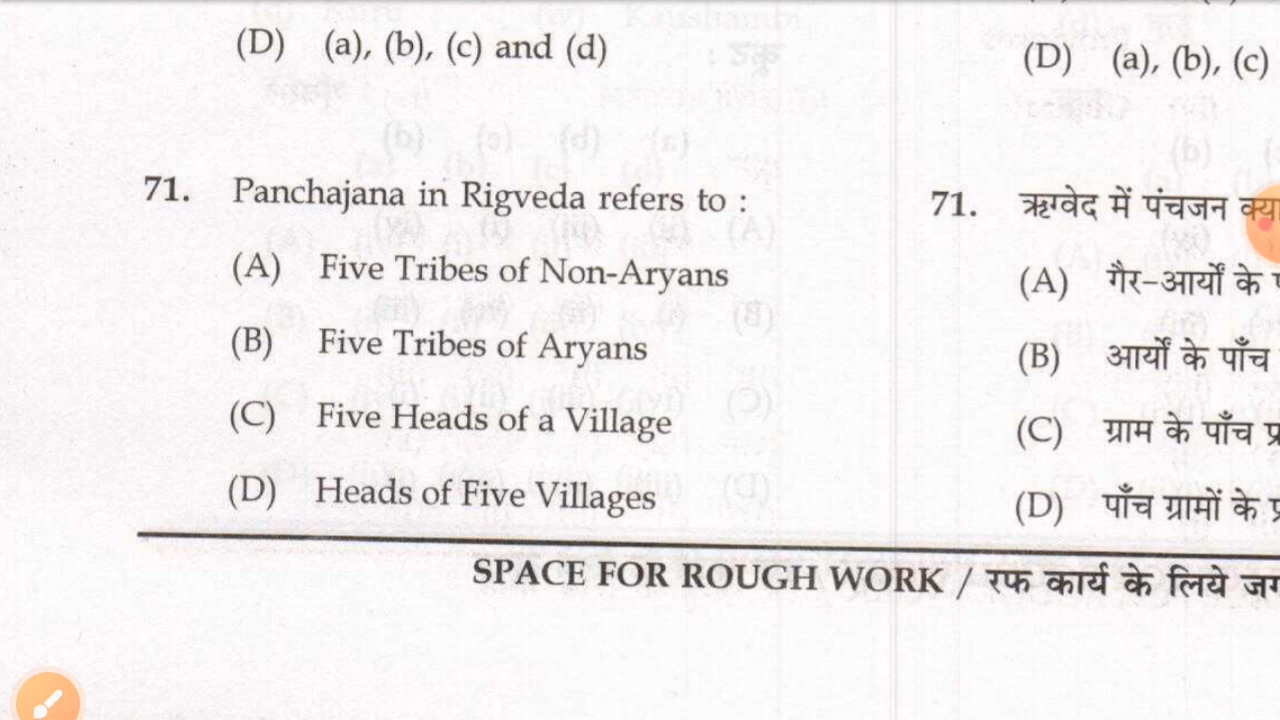 (D) (a), (b), (c) and (d)
(D) (a), (b), (c)
71. Panchajana in Rigveda refers to :
(A) Five Tribes of Non-Aryans
(B) Five Tribes of Aryans
(C) Five Heads of a Village
(D) Heads of Five Villages
71. ऋग्वेद में पंचजन
(A) गैर-आर्यों के
(B) आर्यों के पाँच
(C) ग्राम के पाँच
(D) पाँच ग्रामों के
SPACE FOR ROUGH WORK / रफ कार्य के लिये